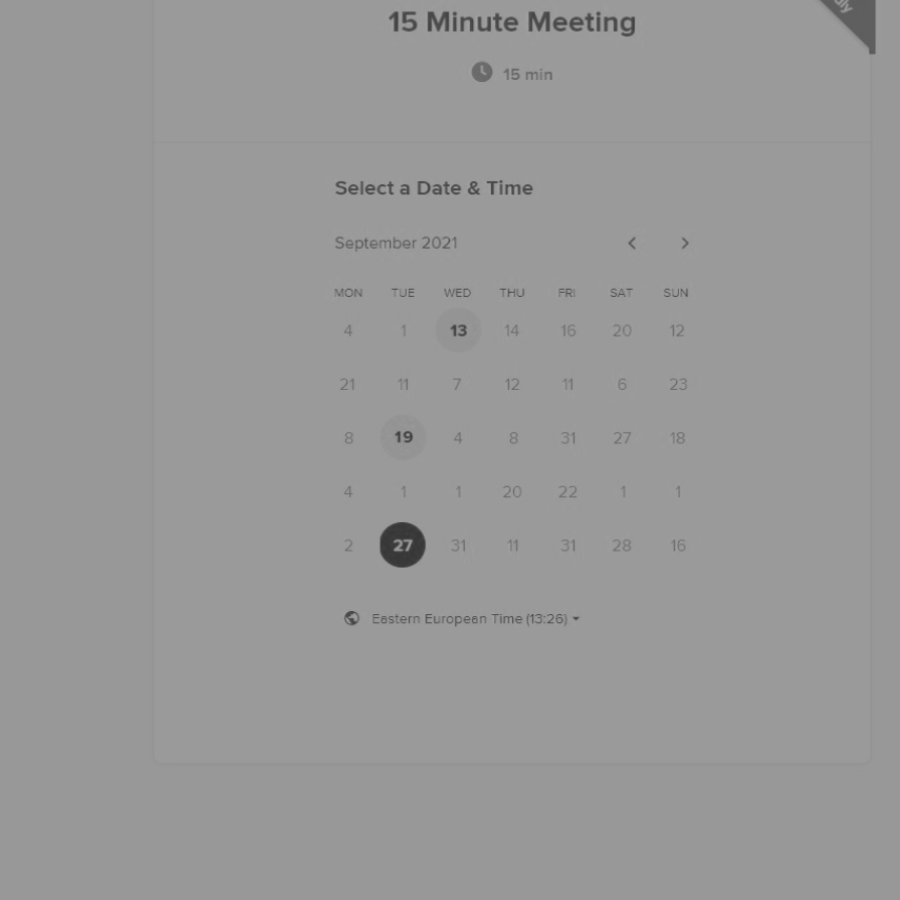 15 Minute Meeting
15 min
Select a Date & Time
September 2021
MON TUE WED THU FRI SAT SUN
4 1 13 14 16 20 12
21 11 7 12 11 6 23
8 19 4 8 31 27 18
4 1 1 20 22 1 1
2 27 31 11 31 28 16
Eastern European Time (13:26)